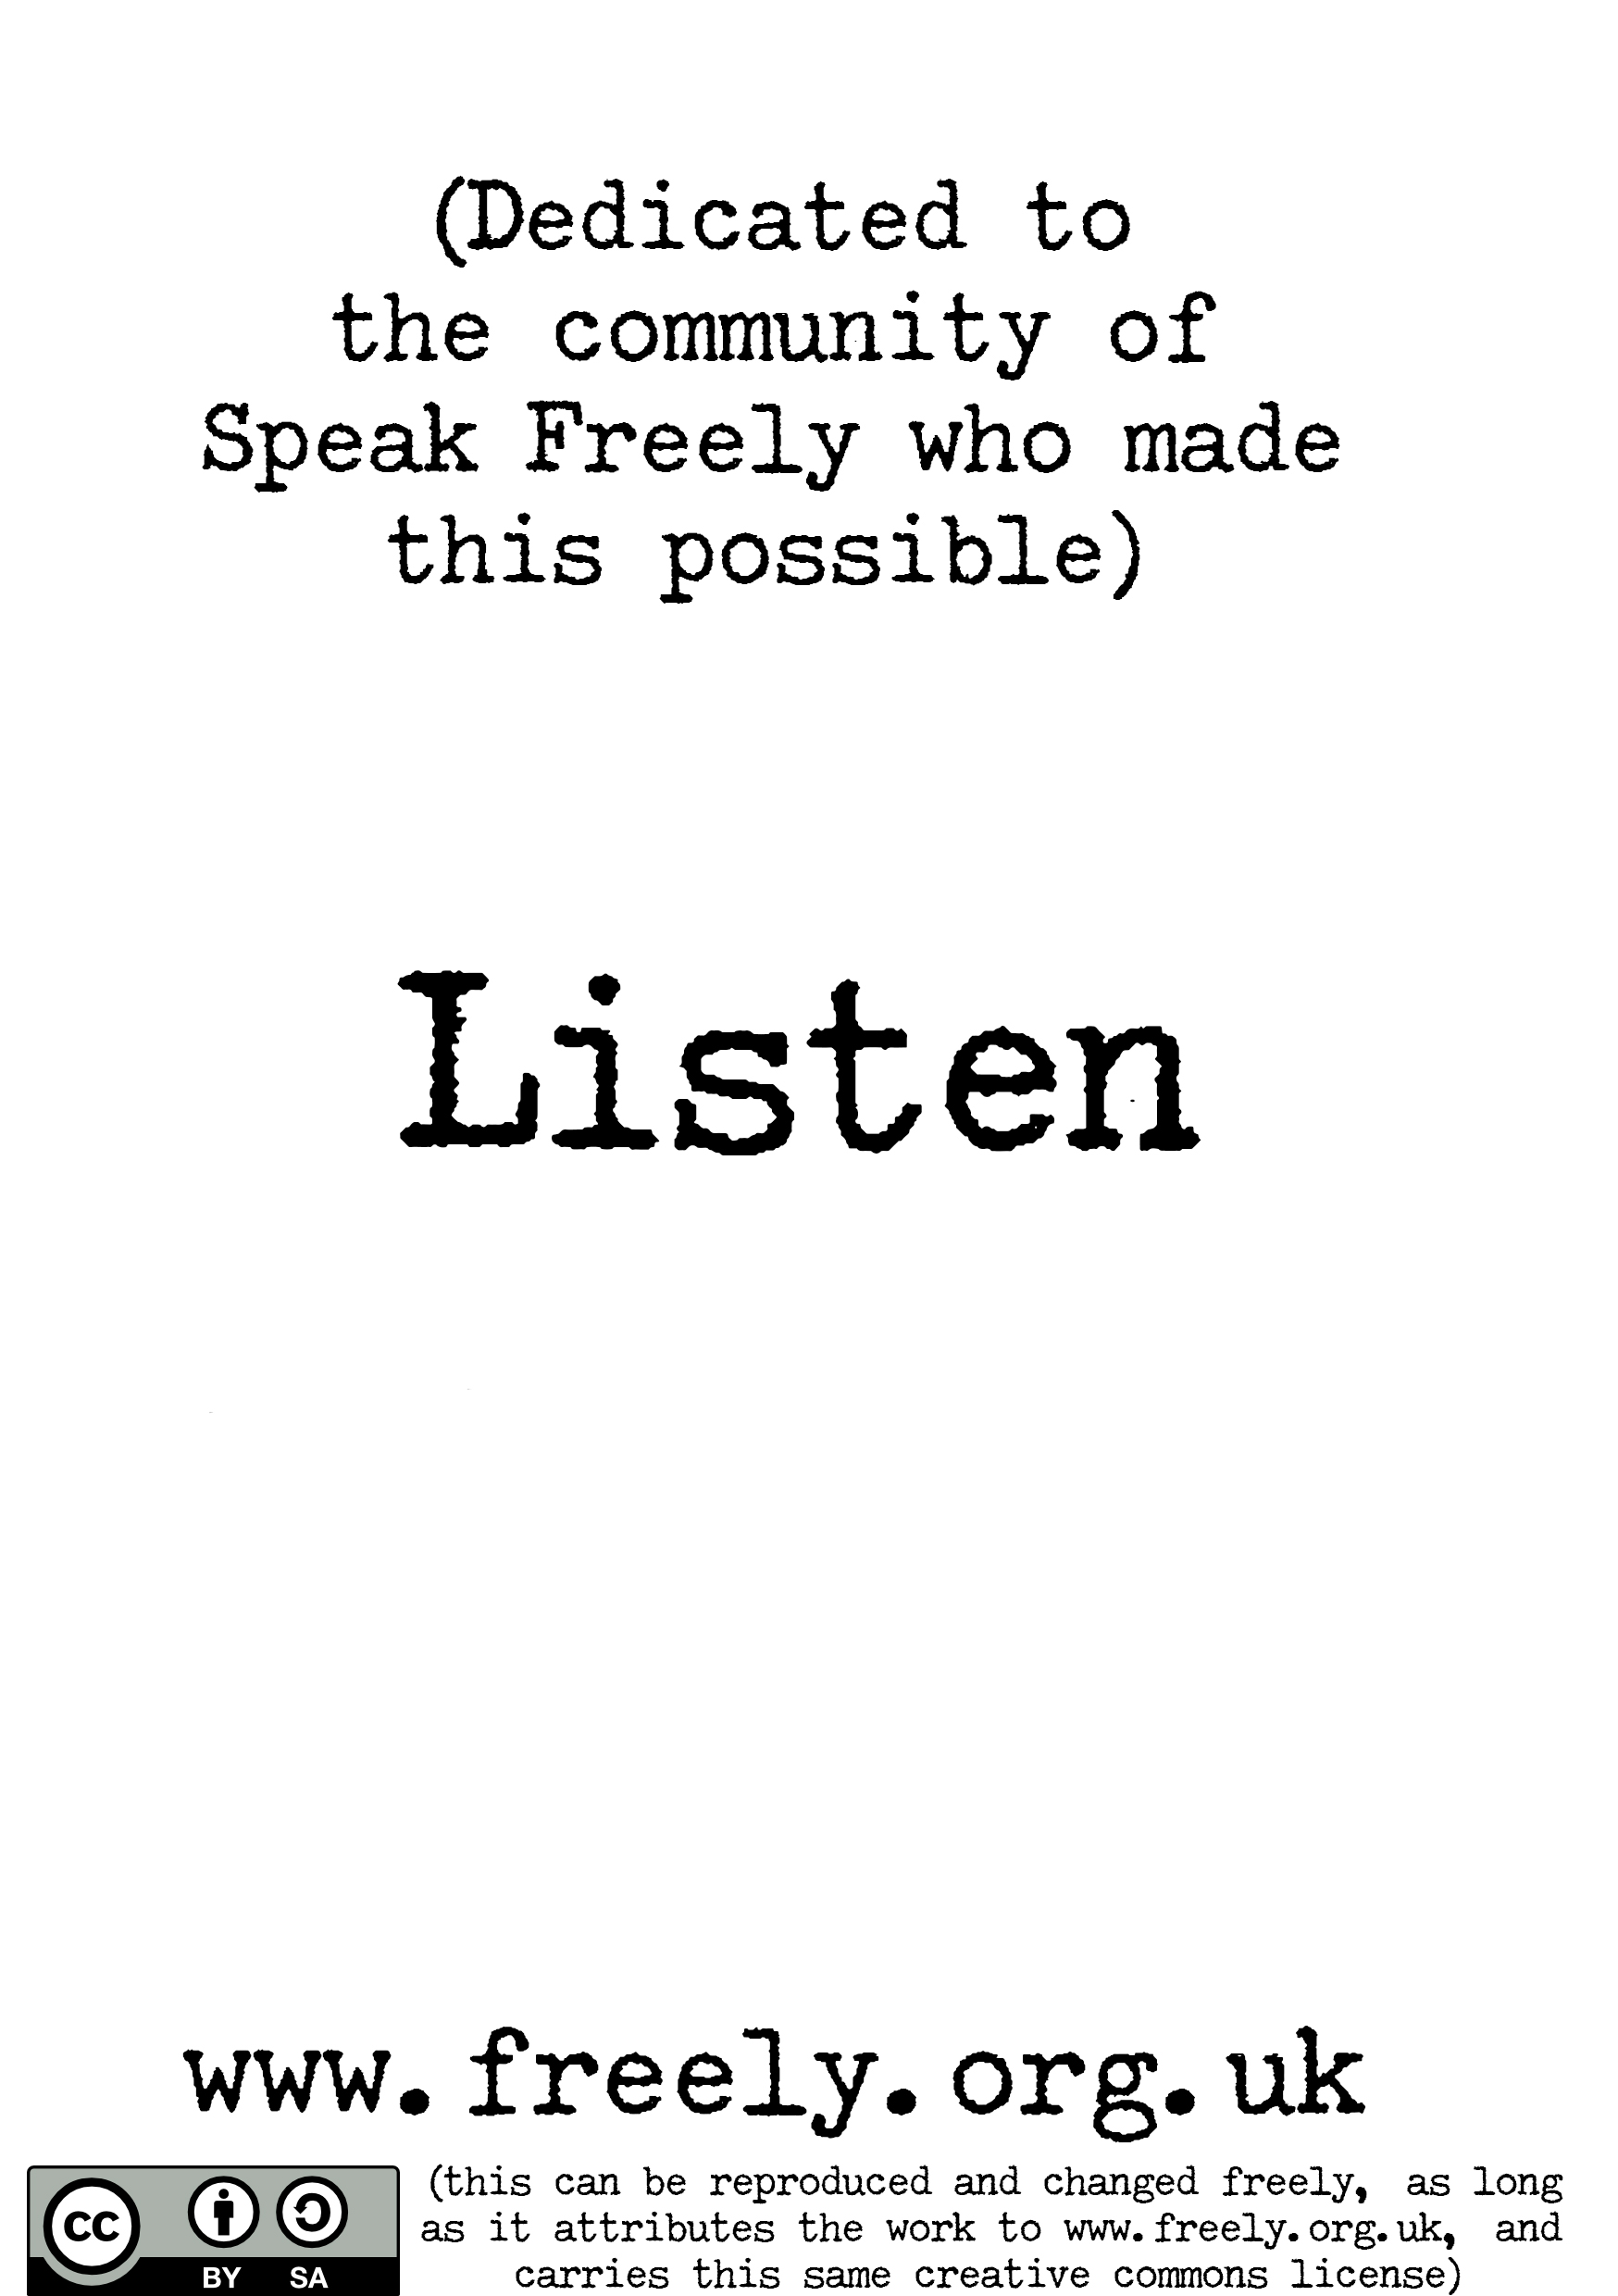 (Dedicated to
the community of
Speak Freely who made
this possible)
Listen
www.freely.org.uk
(this can be reproduced and changed freely, as long
as it attributes the work to www.freely.org.uk, and
carries this same creative commons license)
cc
BY SA